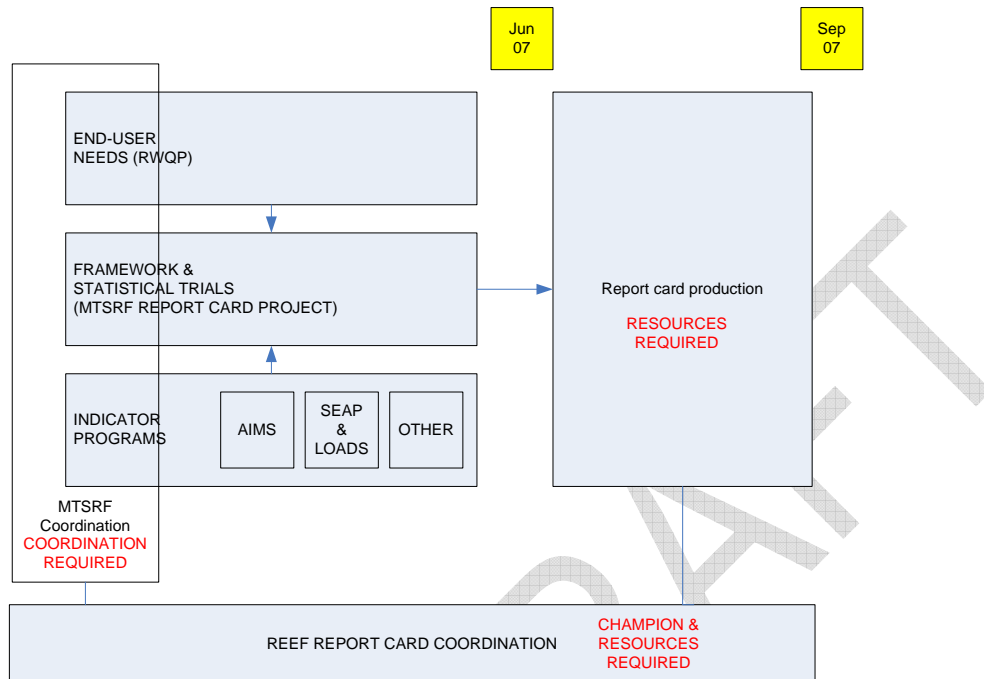 Jun
07
Sep
07
END-USER
NEEDS (RWQP)
FRAMEWORK &
STATISTICAL TRIALS
(MTSRF REPORT CARD PROJECT)
Report card production
RESOURCES
REQUIRED
INDICATOR
PROGRAMS
AIMS
SEAP
&
LOADS
OTHER
MTSRF
Coordination
COORDINATION
REQUIRED
REEF REPORT CARD COORDINATION
CHAMPION &
RESOURCES
REQUIRED
DRAFT